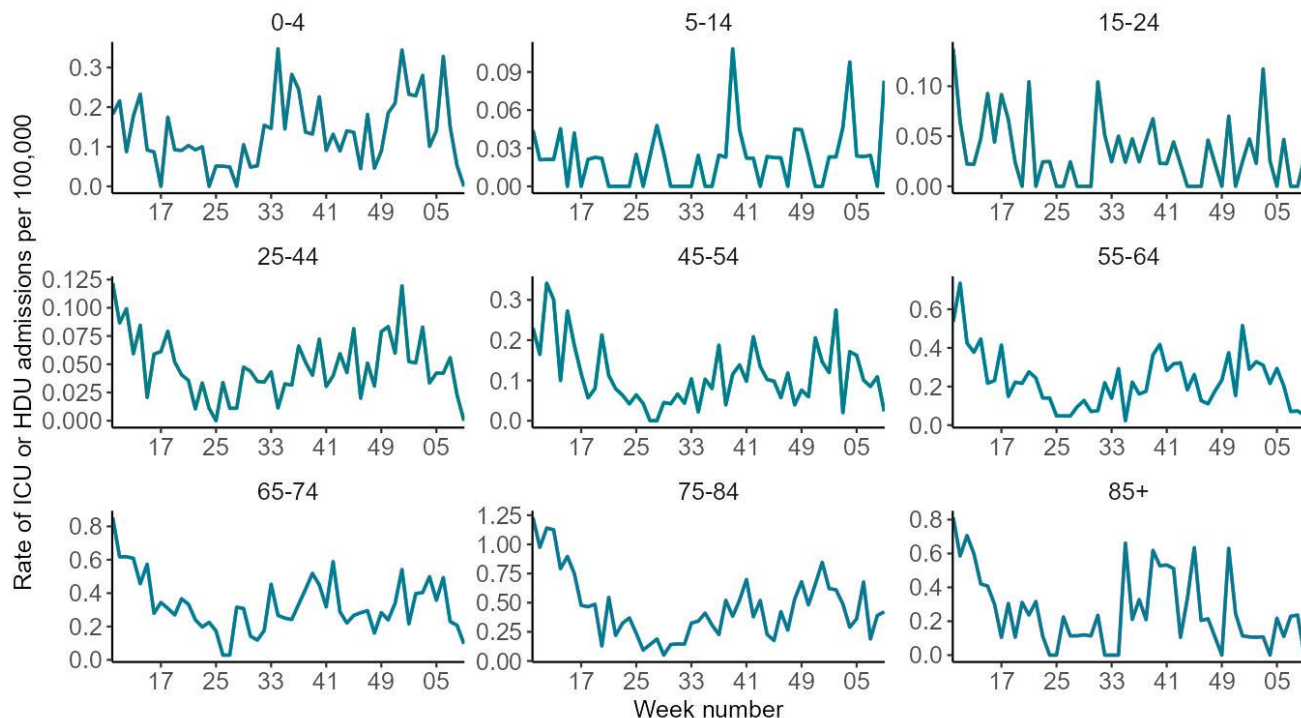 0-4 5-14 15-24
0.3 0.09 0.10
0.2 0.06 0.05
0.1 0.03
0.0 0.00 0.00
17 25 33 41 49 05 17 25 33 41 49 05 17 25 33 41 49 05
Rate of ICU or HDU admissions per 100,000
25-44 45-54 55-64
0.125 0.3 0.6
0.100 0.2 0.4
0.075 0.1 0.2
0.050 0.0 0.0
0.025
0.000
17 25 33 41 49 05 17 25 33 41 49 05 17 25 33 41 49 05
65-74 75-84 85+
0.8 1.25 0.8
0.6 1.00 0.6
0.4 0.75 0.4
0.2 0.50 0.2
0.0 0.25 0.0
0.00
17 25 33 41 49 05 17 25 33 41 49 05 17 25 33 41 49 05
Week number